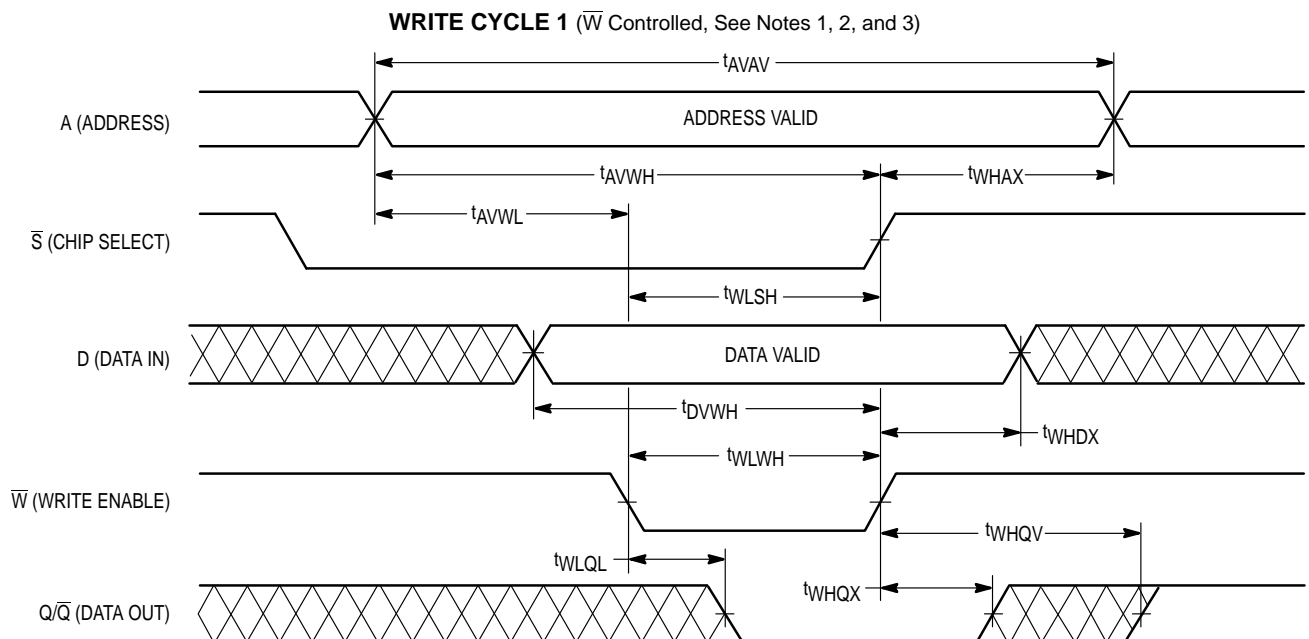 WRITE CYCLE 1 (W̅ Controlled, See Notes 1, 2, and 3)
tAVAV
A (ADDRESS)
ADDRESS VALID
tAVWH
tWHAX
tAVWL
S̅ (CHIP SELECT)
tWLSH
D (DATA IN)
DATA VALID
tDVWH
tWHDX
tWLWH
W̅ (WRITE ENABLE)
tWHQV
tWLQL
tWHQX
Q/Q̅ (DATA OUT)